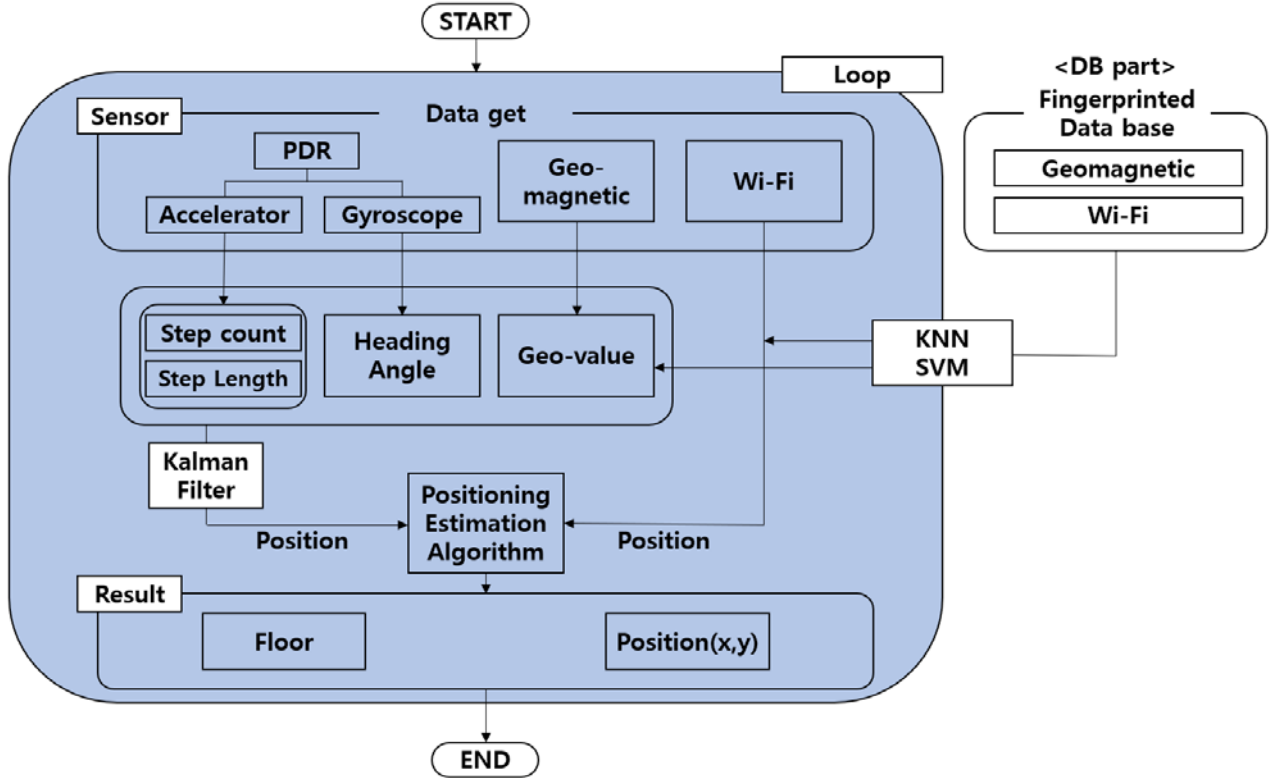 START
Loop
<DB part>
Fingerprinted
Data base
Geomagnetic
Wi-Fi
Sensor
Data get
PDR
Accelerator
Gyroscope
Geo-
magnetic
Wi-Fi
Step count
Step Length
Heading
Angle
Geo-value
KNN
SVM
Kalman
Filter
Position
Positioning
Estimation
Algorithm
Position
Result
Floor
Position(x,y)
END